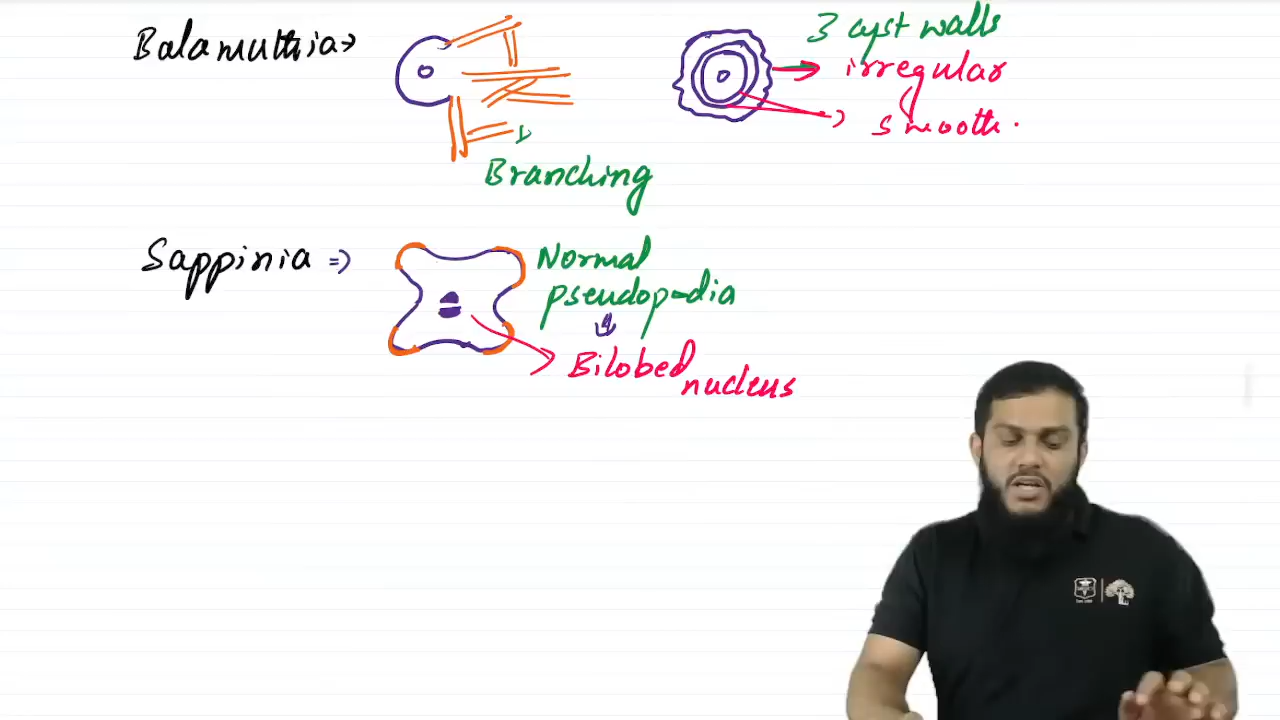 Balamuthia→
3 cyst walls
irregular
smooth.
Branching
Sappinia ⇒
Normal
pseudopodia
Bilobed
nucleus